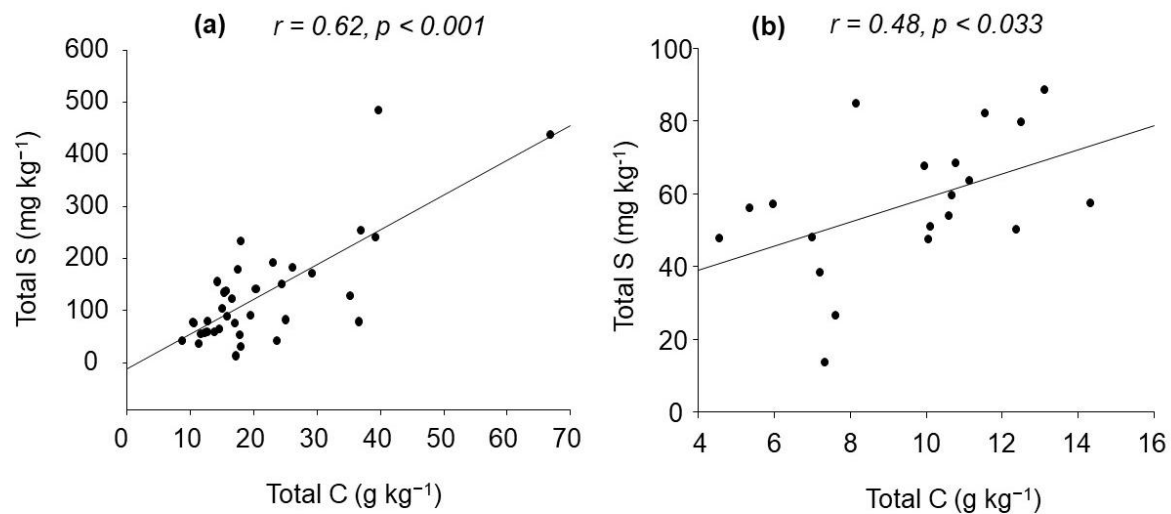 (a) r = 0.62, p < 0.001
600
500
400
300
200
100
0
Total S (mg kg⁻¹)
0 10 20 30 40 50 60 70
Total C (g kg⁻¹)
(b) r = 0.48, p < 0.033
100
80
60
40
20
0
Total S (mg kg⁻¹)
4 6 8 10 12 14 16
Total C (g kg⁻¹)